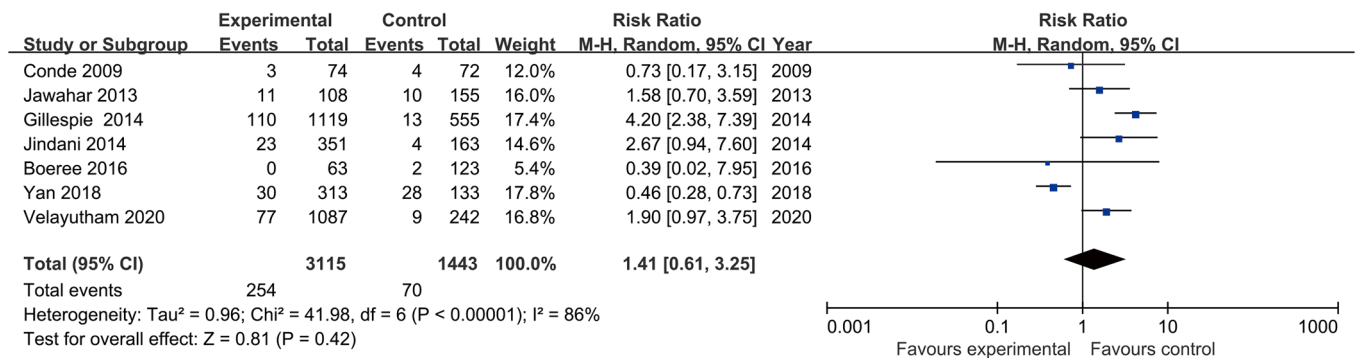 Experimental Control Risk Ratio Risk Ratio
Study or Subgroup Events Total Events Total Weight M-H, Random, 95% CI Year M-H, Random, 95% CI
Conde 2009 3 74 4 72 12.0% 0.73 [0.17, 3.15] 2009
Jawahar 2013 11 108 10 155 16.0% 1.58 [0.70, 3.59] 2013
Gillespie 2014 110 1119 13 555 17.4% 4.20 [2.38, 7.39] 2014
Jindani 2014 23 351 4 163 14.6% 2.67 [0.94, 7.60] 2014
Boeree 2016 0 63 2 123 5.4% 0.39 [0.02, 7.95] 2016
Yan 2018 30 313 28 133 17.8% 0.46 [0.28, 0.73] 2018
Velayutham 2020 77 1087 9 242 16.8% 1.90 [0.97, 3.75] 2020
Total (95% CI) 3115 1443 100.0% 1.41 [0.61, 3.25]
Total events 254 70
Heterogeneity: Tau² = 0.96; Chi² = 41.98, df = 6 (P < 0.00001); I² = 86%
Test for overall effect: Z = 0.81 (P = 0.42)
0.001 0.1 1 10 1000
Favours experimental Favours control